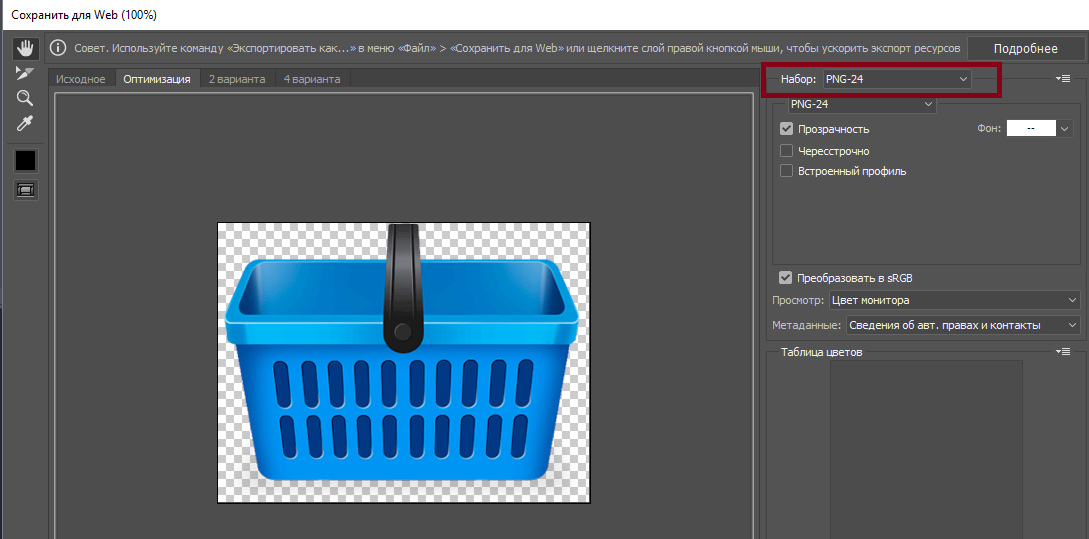 Сохранить для Web (100%)
Совет. Используйте команду «Экспортировать как...» в меню «Файл» > «Сохранить для Web» или щелкните слой правой кнопкой мыши, чтобы ускорить экспорт ресурсов
Подробнее
Исходное Оптимизация 2 варианта 4 варианта
Набор: PNG-24
PNG-24
Прозрачность Фон: --
Чересстрочно
Встроенный профиль
Преобразовать в sRGB
Просмотр: Цвет монитора
Метаданные: Сведения об авт. правах и контакты
Таблица цветов